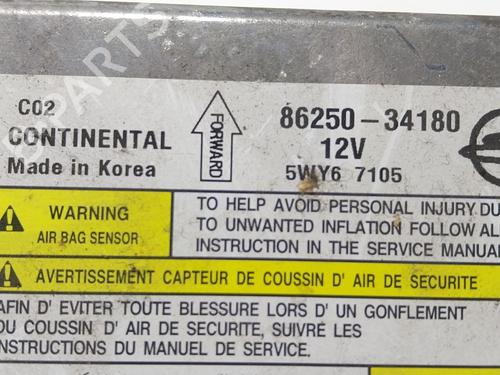 C02
CONTINENTAL
Made in Korea
FORWARD
86250-34180
12V
5WY6 7105
WARNING
AIR BAG SENSOR
TO HELP AVOID PERSONAL INJURY DU
TO UNWANTED INFLATION FOLLOW AL
INSTRUCTION IN THE SERVICE MANUA
AVERTISSEMENT CAPTEUR DE COUSSIN D' AIR DE SECURITE
AFIN D' EVITER TOUTE BLESSURE LORS D' UN GONFLEMENT
DU COUSSIN D' AIR DE SECURITE, SUIVRÉ LES
INSTRUCTIONS DU MANUEL DE SERVICE.